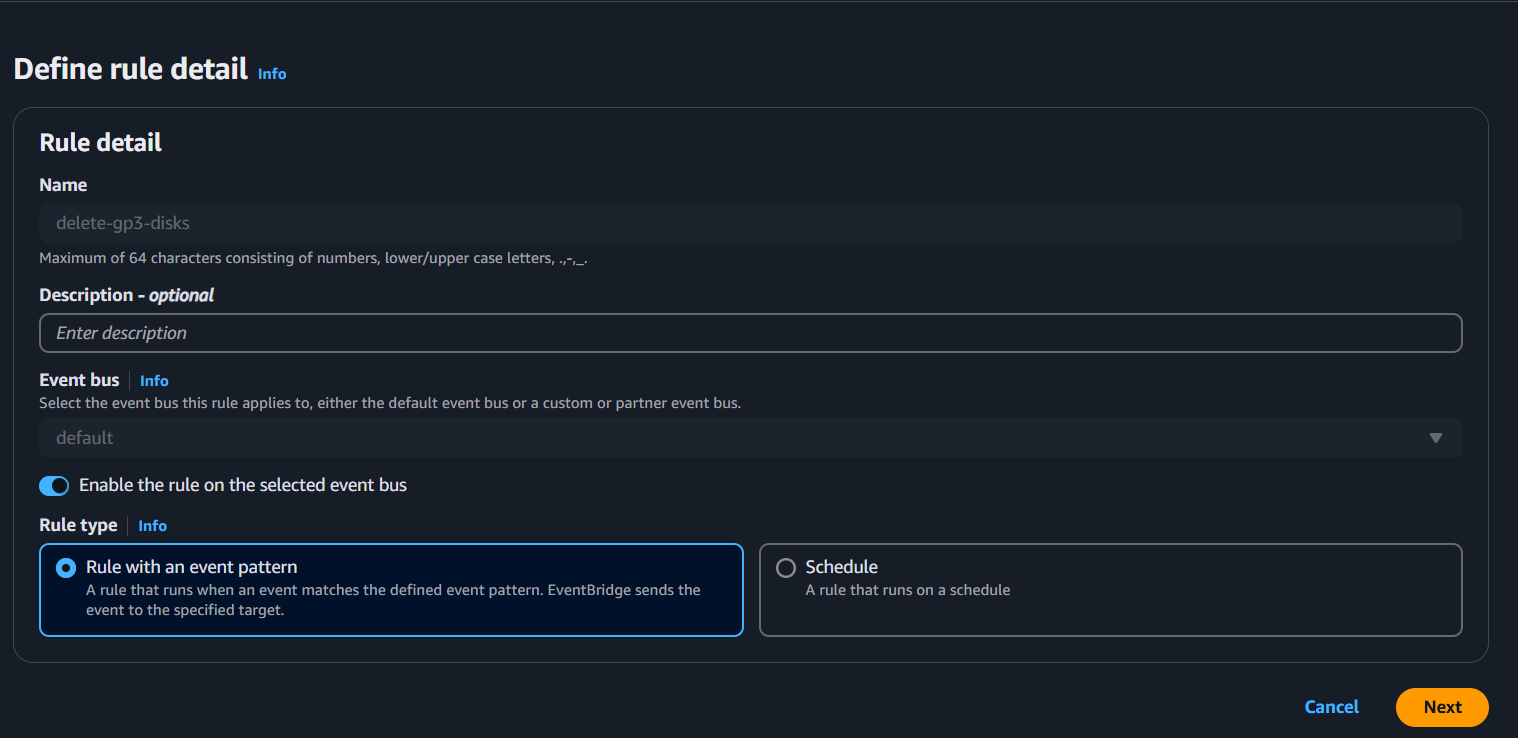 Define rule detail Info
Rule detail
Name
delete-gp3-disks
Maximum of 64 characters consisting of numbers, lower/upper case letters, .,-,_.
Description - optional
Enter description
Event bus Info
Select the event bus this rule applies to, either the default event bus or a custom or partner event bus.
default
Enable the rule on the selected event bus
Rule type Info
Rule with an event pattern
A rule that runs when an event matches the defined event pattern. EventBridge sends the
event to the specified target.
Schedule
A rule that runs on a schedule
Cancel
Next